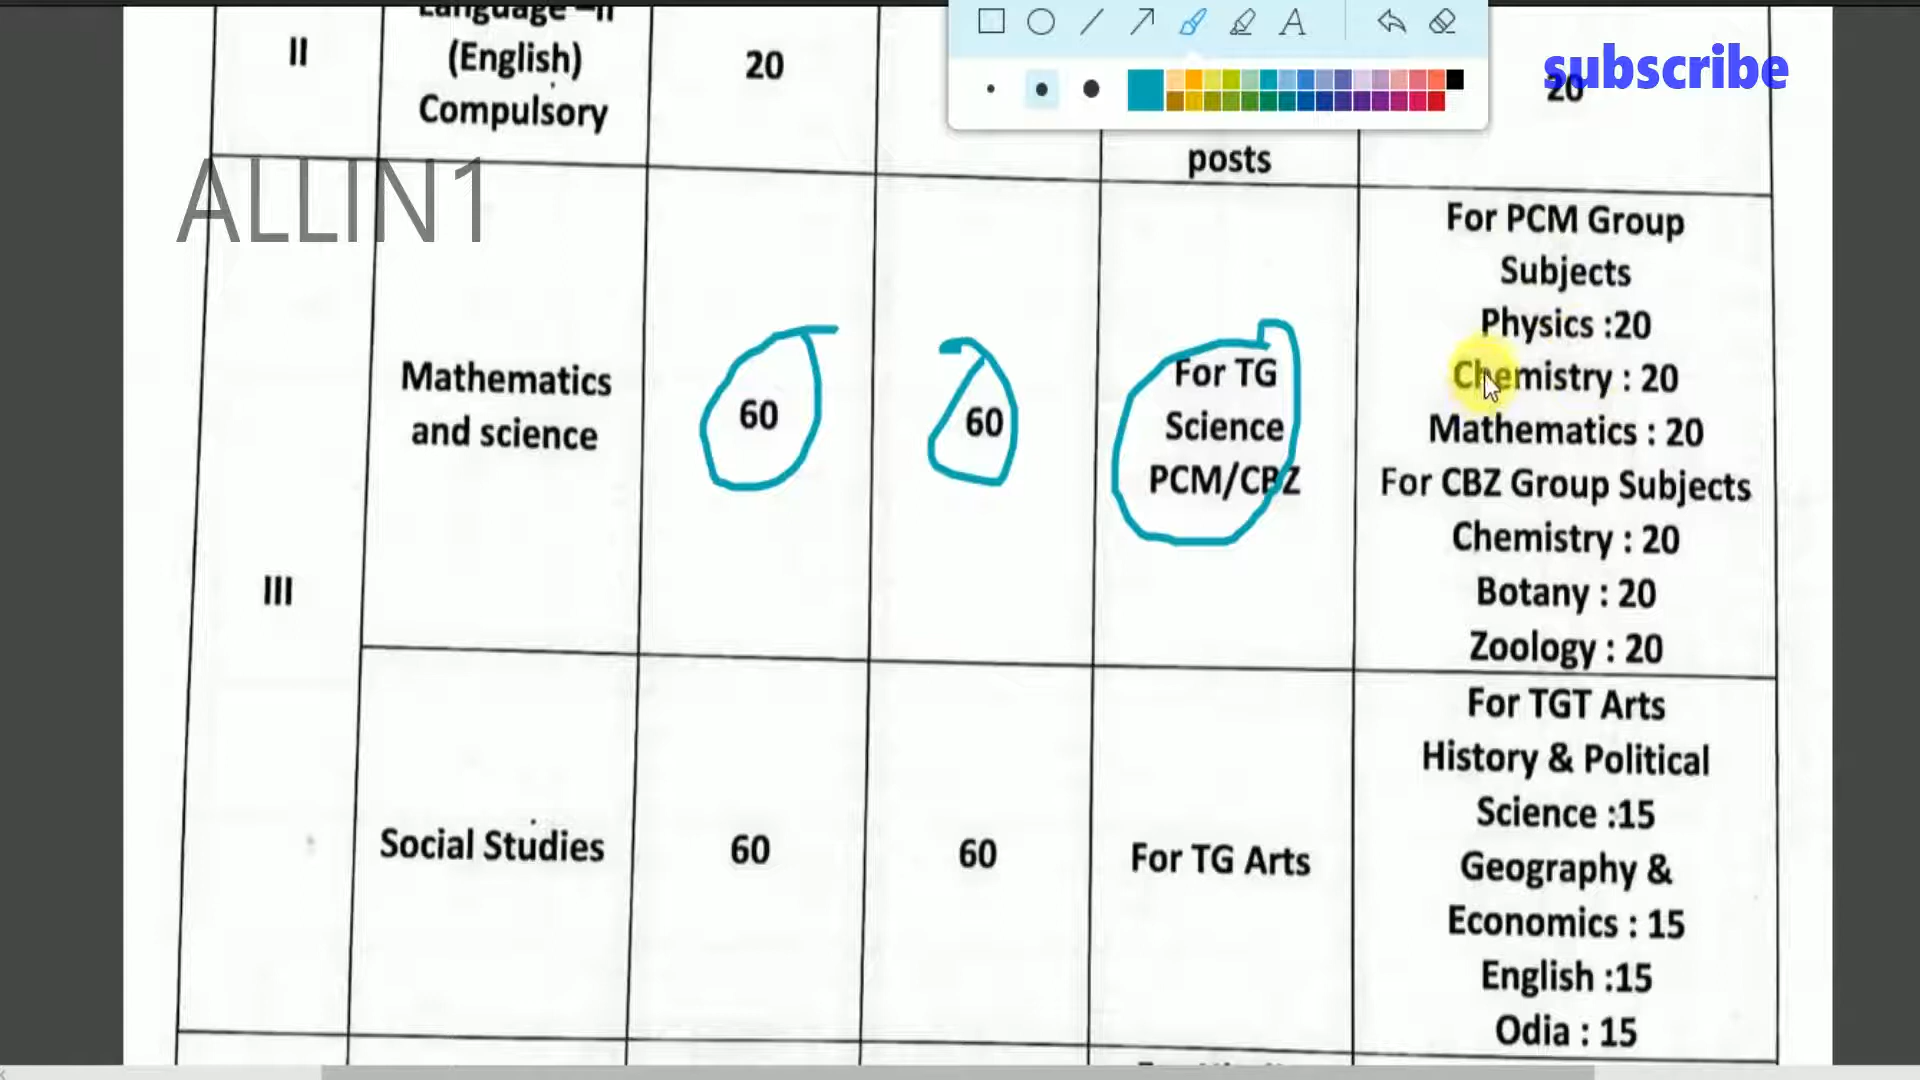 Language –II
II
(English)
Compulsory
20
posts
20
subscribe
ALLIN1
III
Mathematics
and science
60
60
For TG
Science
PCM/CBZ
For PCM Group
Subjects
Physics :20
Chemistry : 20
Mathematics : 20
For CBZ Group Subjects
Chemistry : 20
Botany : 20
Zoology : 20
Social Studies
60
60
For TG Arts
For TGT Arts
History & Political
Science :15
Geography &
Economics : 15
English :15
Odia : 15
A